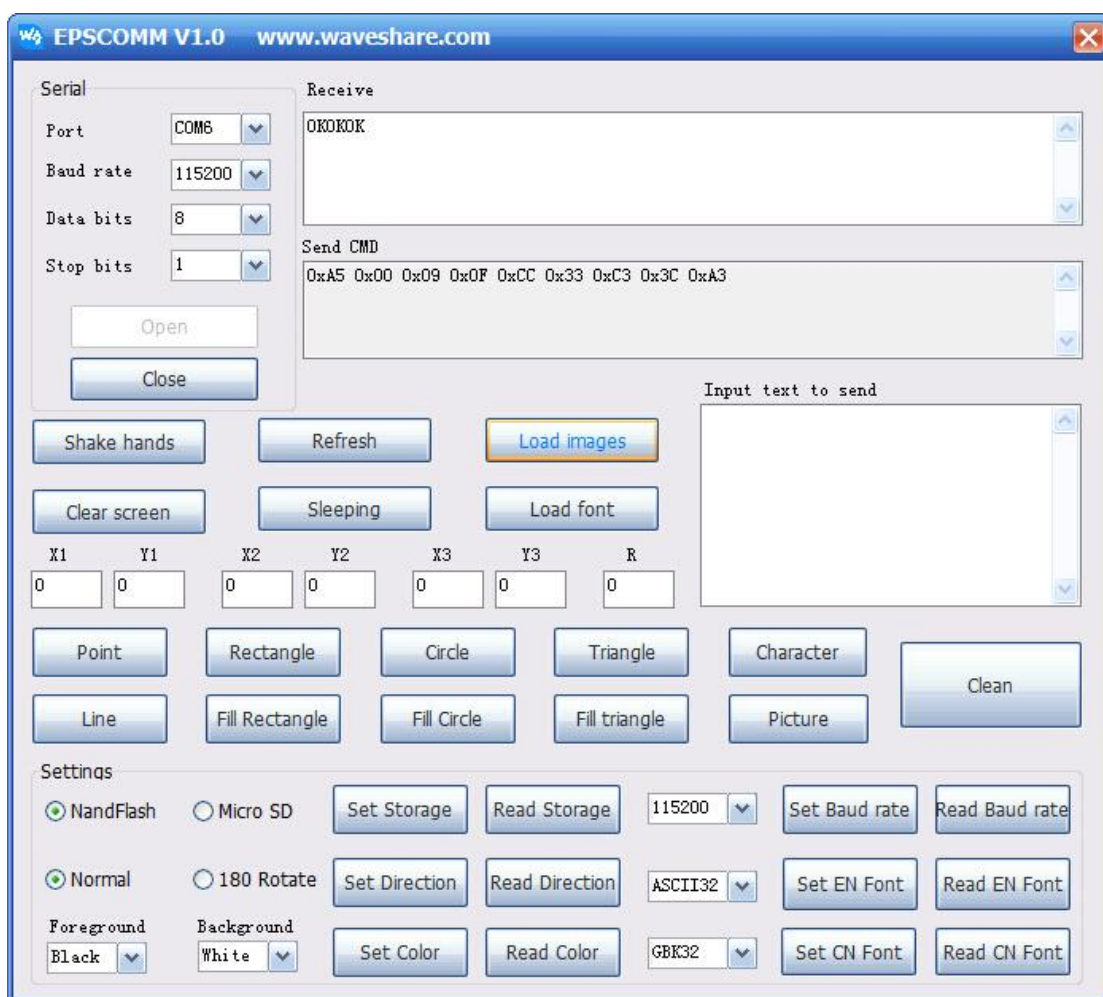 EPSCOMM V1.0 www.waveshare.com
Serial
Port COM6
Baud rate 115200
Data bits 8
Stop bits 1
Open
Close
Receive
OKOKOK
Send CMD
0xA5 0x00 0x09 0x0F 0xCC 0x33 0xC3 0x3C 0xA3
Input text to send
Shake hands Refresh Load images
Clear screen Sleeping Load font
X1 Y1 X2 Y2 X3 Y3 R
0 0 0 0 0 0 0
Point Rectangle Circle Triangle Character
Clean
Line Fill Rectangle Fill Circle Fill triangle Picture
Settings
NandFlash Micro SD Set Storage Read Storage 115200 Set Baud rate Read Baud rate
Normal 180 Rotate Set Direction Read Direction ASCII32 Set EN Font Read EN Font
Foreground Background
Black White Set Color Read Color GBK32 Set CN Font Read CN Font